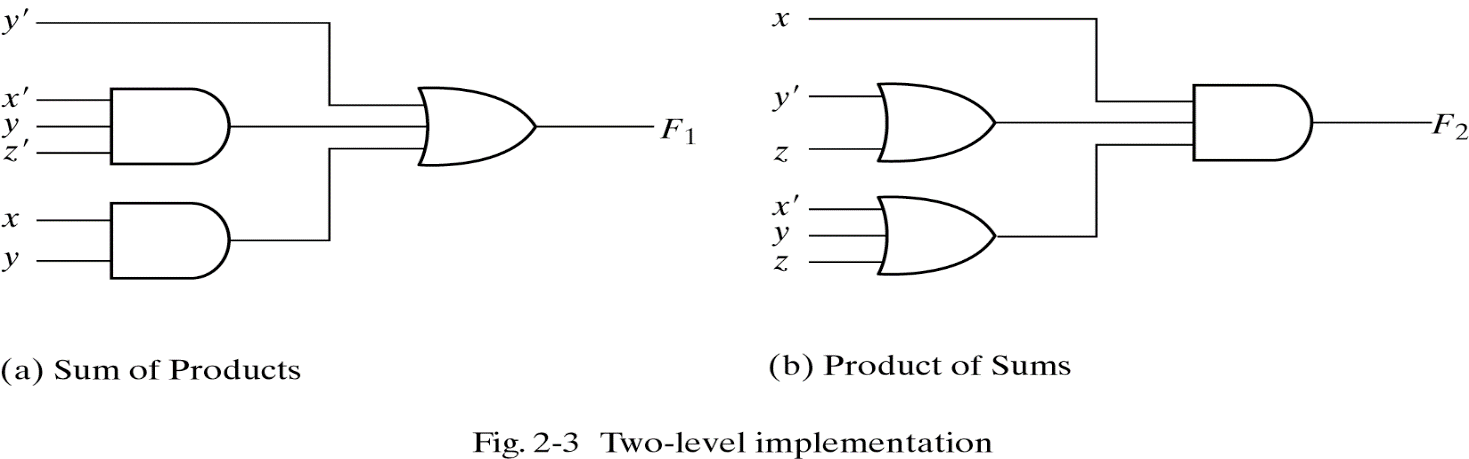 y′
x′
y
z′
x
y
F1
(a) Sum of Products
x
y′
z
x′
y
z
F2
(b) Product of Sums
Fig. 2-3 Two-level implementation